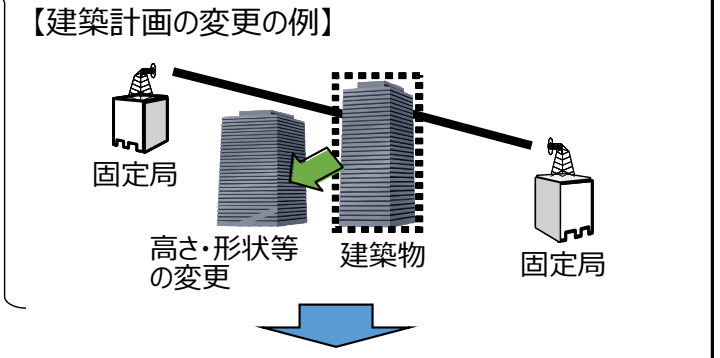 【建築計画の変更の例】
固定局
高さ・形状等
の変更
建築物
固定局